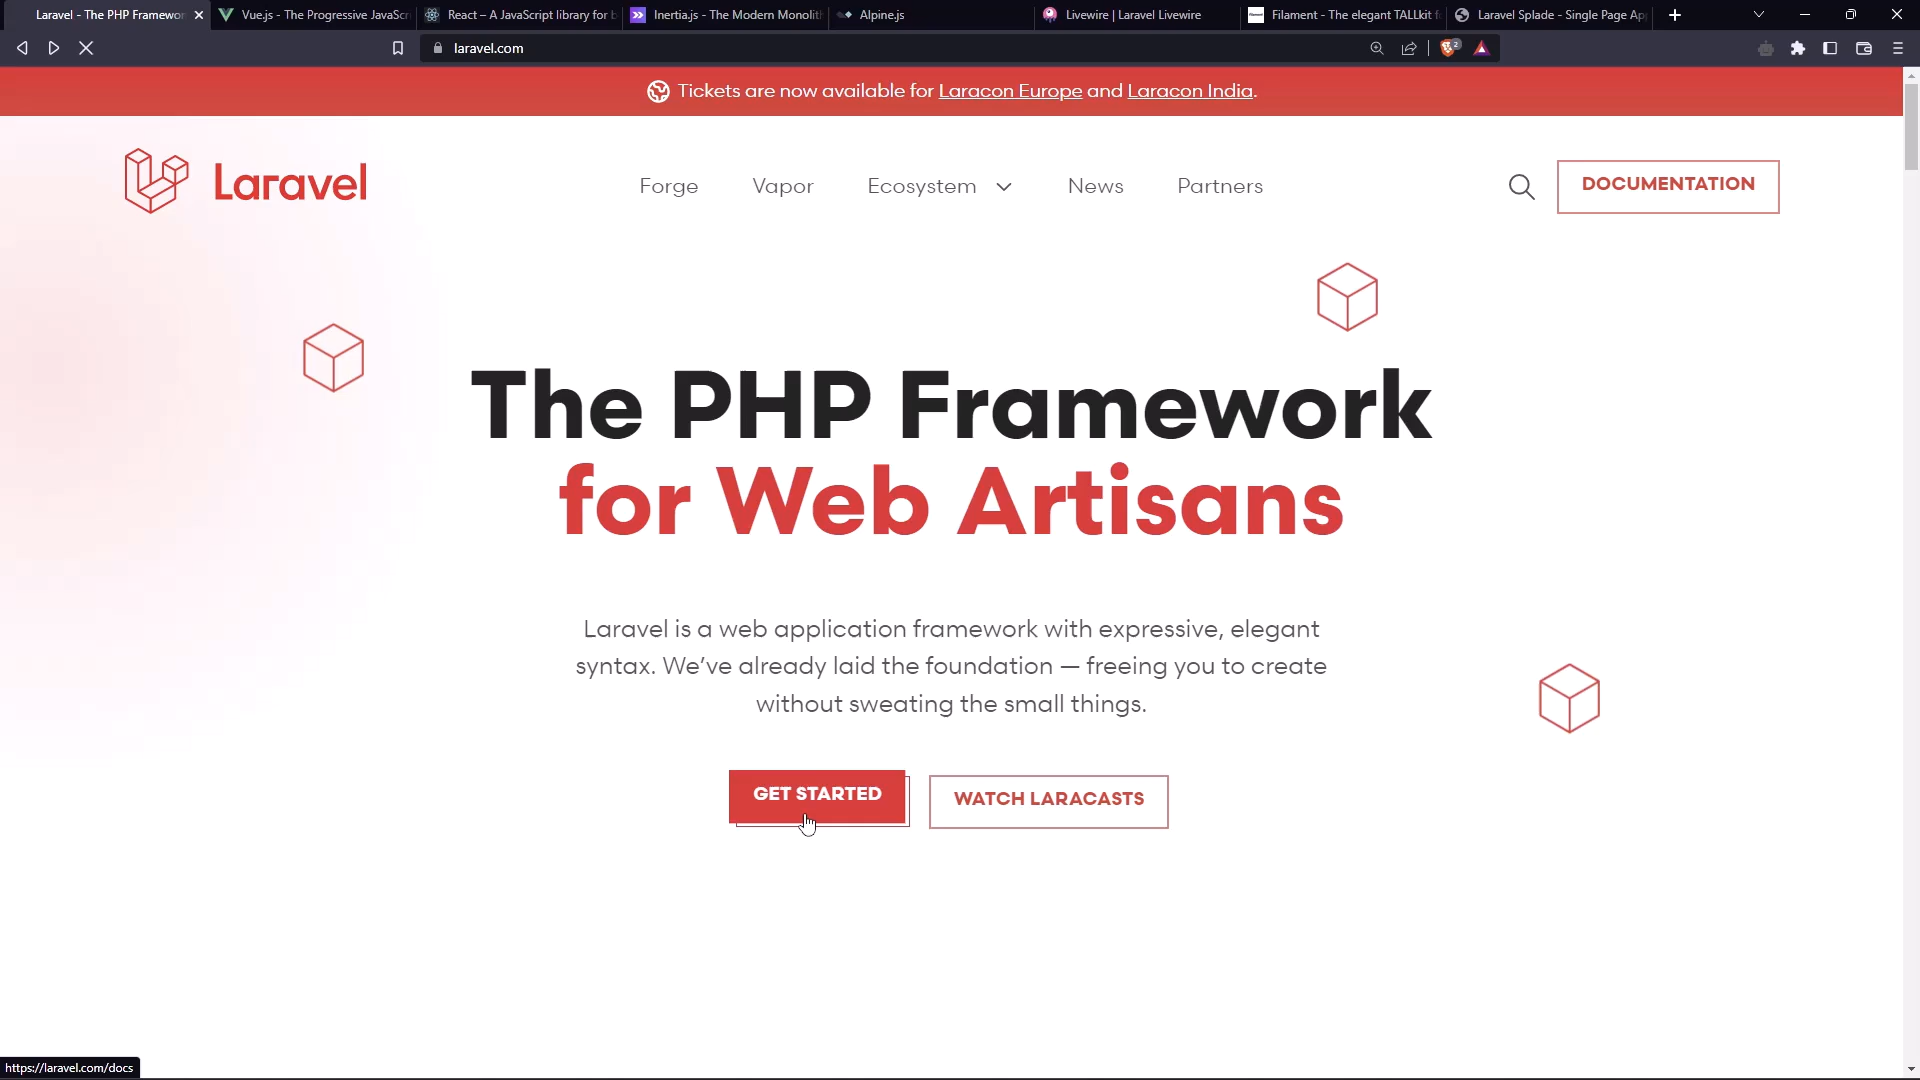 Laravel - The PHP Framewor
Vue.js - The Progressive JavaScr
React – A JavaScript library for b
Inertia.js - The Modern Monolit
Alpine.js
Livewire | Laravel Livewire
Filament - The elegant TALLkit f
Laravel Splade - Single Page Ap
laravel.com
2
Tickets are now available for Laracon Europe and Laracon India.
Laravel
Forge
Vapor
Ecosystem
News
Partners
DOCUMENTATION
The PHP Framework
for Web Artisans
Laravel is a web application framework with expressive, elegant
syntax. We’ve already laid the foundation — freeing you to create
without sweating the small things.
GET STARTED
WATCH LARACASTS
https://laravel.com/docs